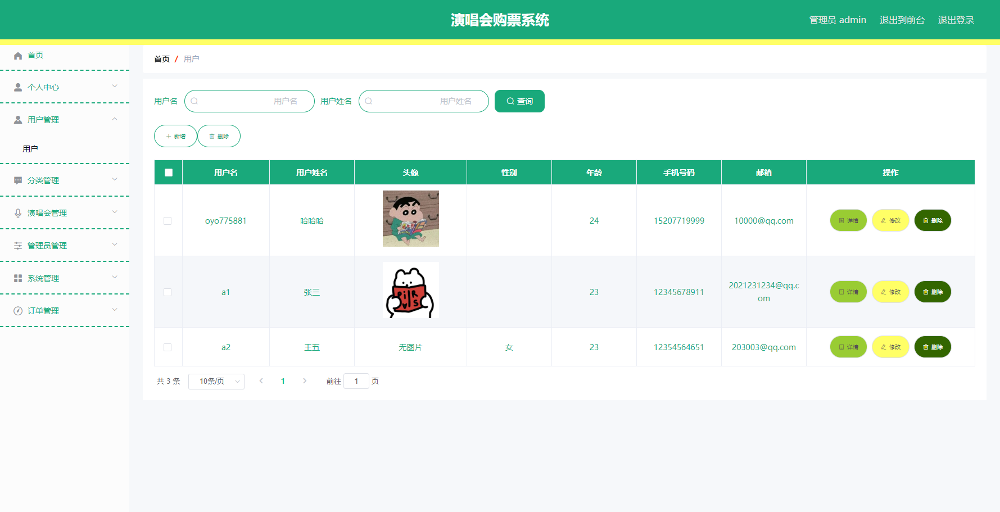 演唱会购票系统
管理员 admin 退出到前台 退出登录
首页
个人中心
用户管理
用户
分类管理
演唱会管理
管理员管理
系统管理
订单管理
首页 / 用户
用户名 用户名 用户姓名 用户姓名 查询
新增 删除
用户名 用户姓名 头像 性别 年龄 手机号码 邮箱 操作
oyo775881 哈哈哈 24 15207719999 10000@qq.com 详情 修改 删除
a1 张三 23 12345678911 2021231234@qq.c
om 详情 修改 删除
a2 王五 无图片 女 23 12354564651 203003@qq.com 详情 修改 删除
共 3 条 10条/页 1 前往 1 页